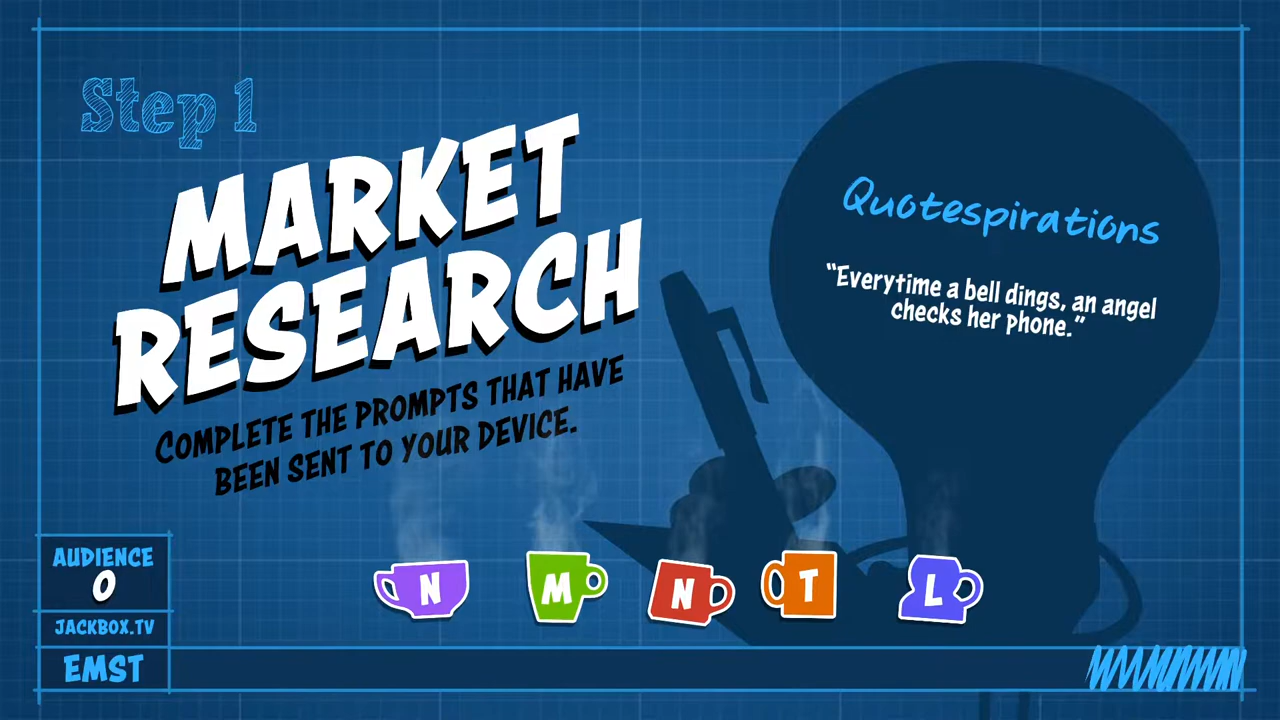 Step 1
MARKET
RESEARCH
COMPLETE THE PROMPTS THAT HAVE
BEEN SENT TO YOUR DEVICE.
Quotespirations
“Everytime a bell dings, an angel
checks her phone.”
N M N T L
AUDIENCE
0
JACKBOX.TV
EMST